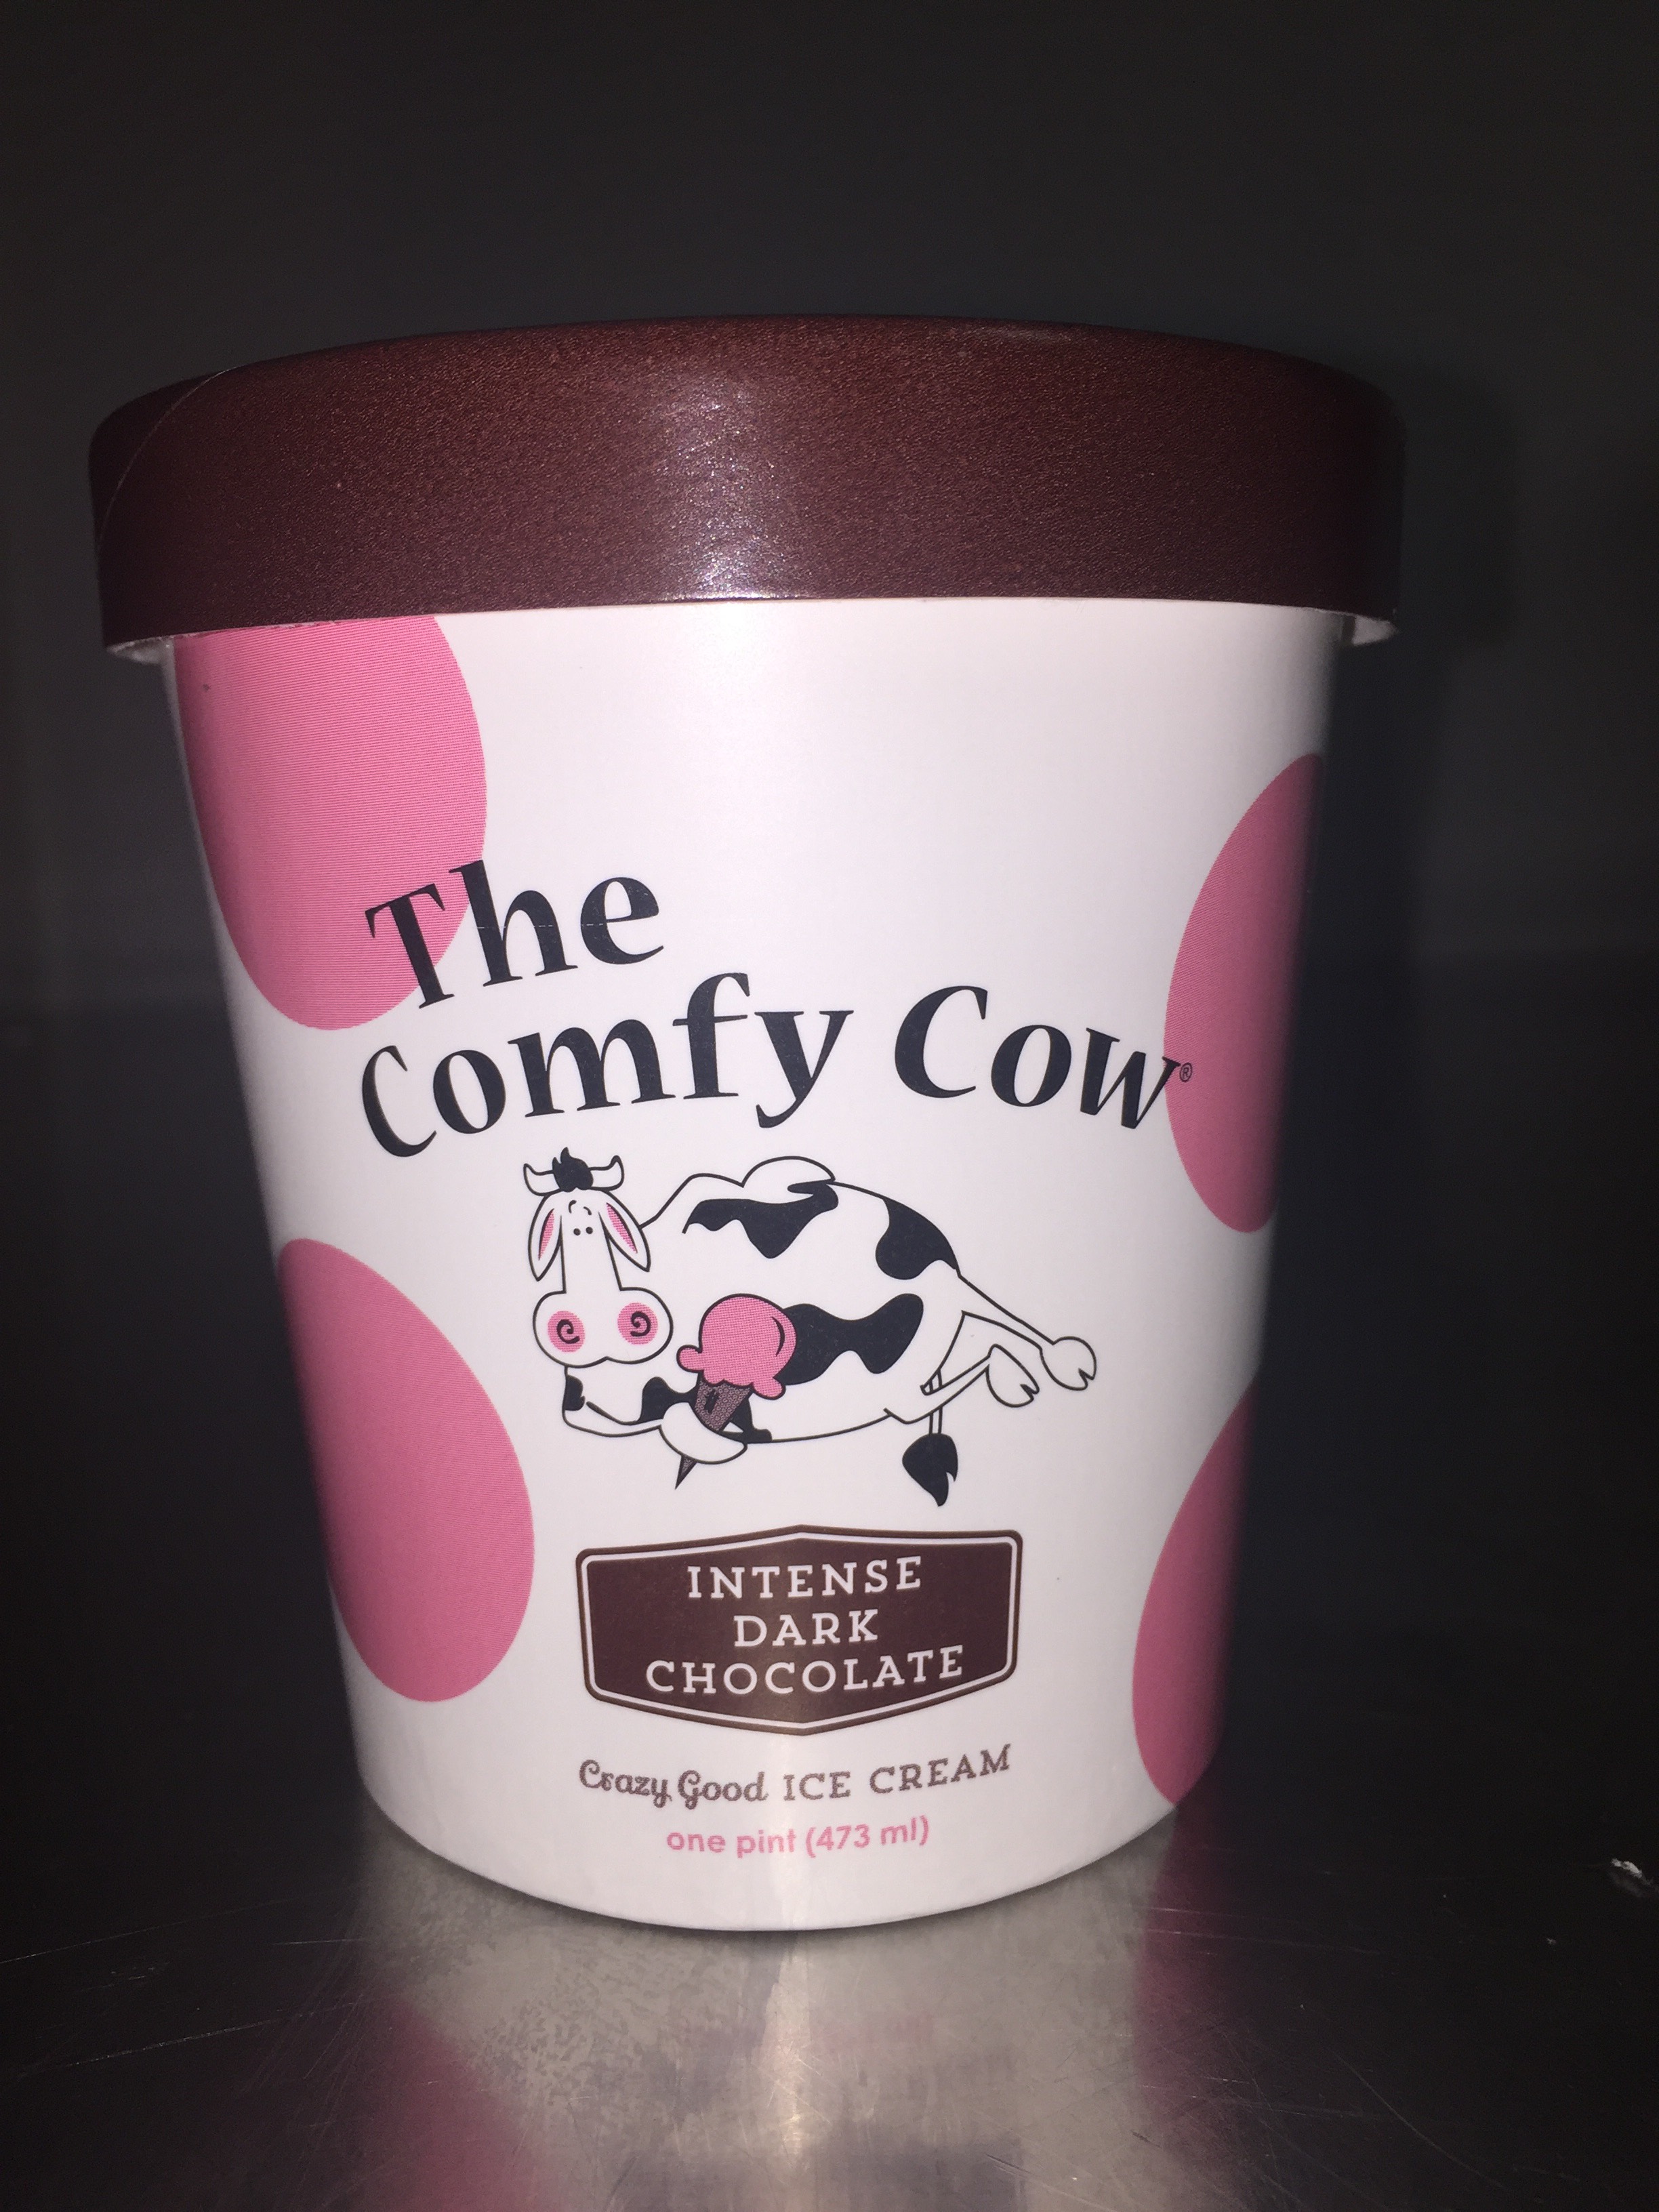 The
Comfy Cow®
INTENSE
DARK
CHOCOLATE
Crazy Good ICE CREAM
one pint (473 ml)